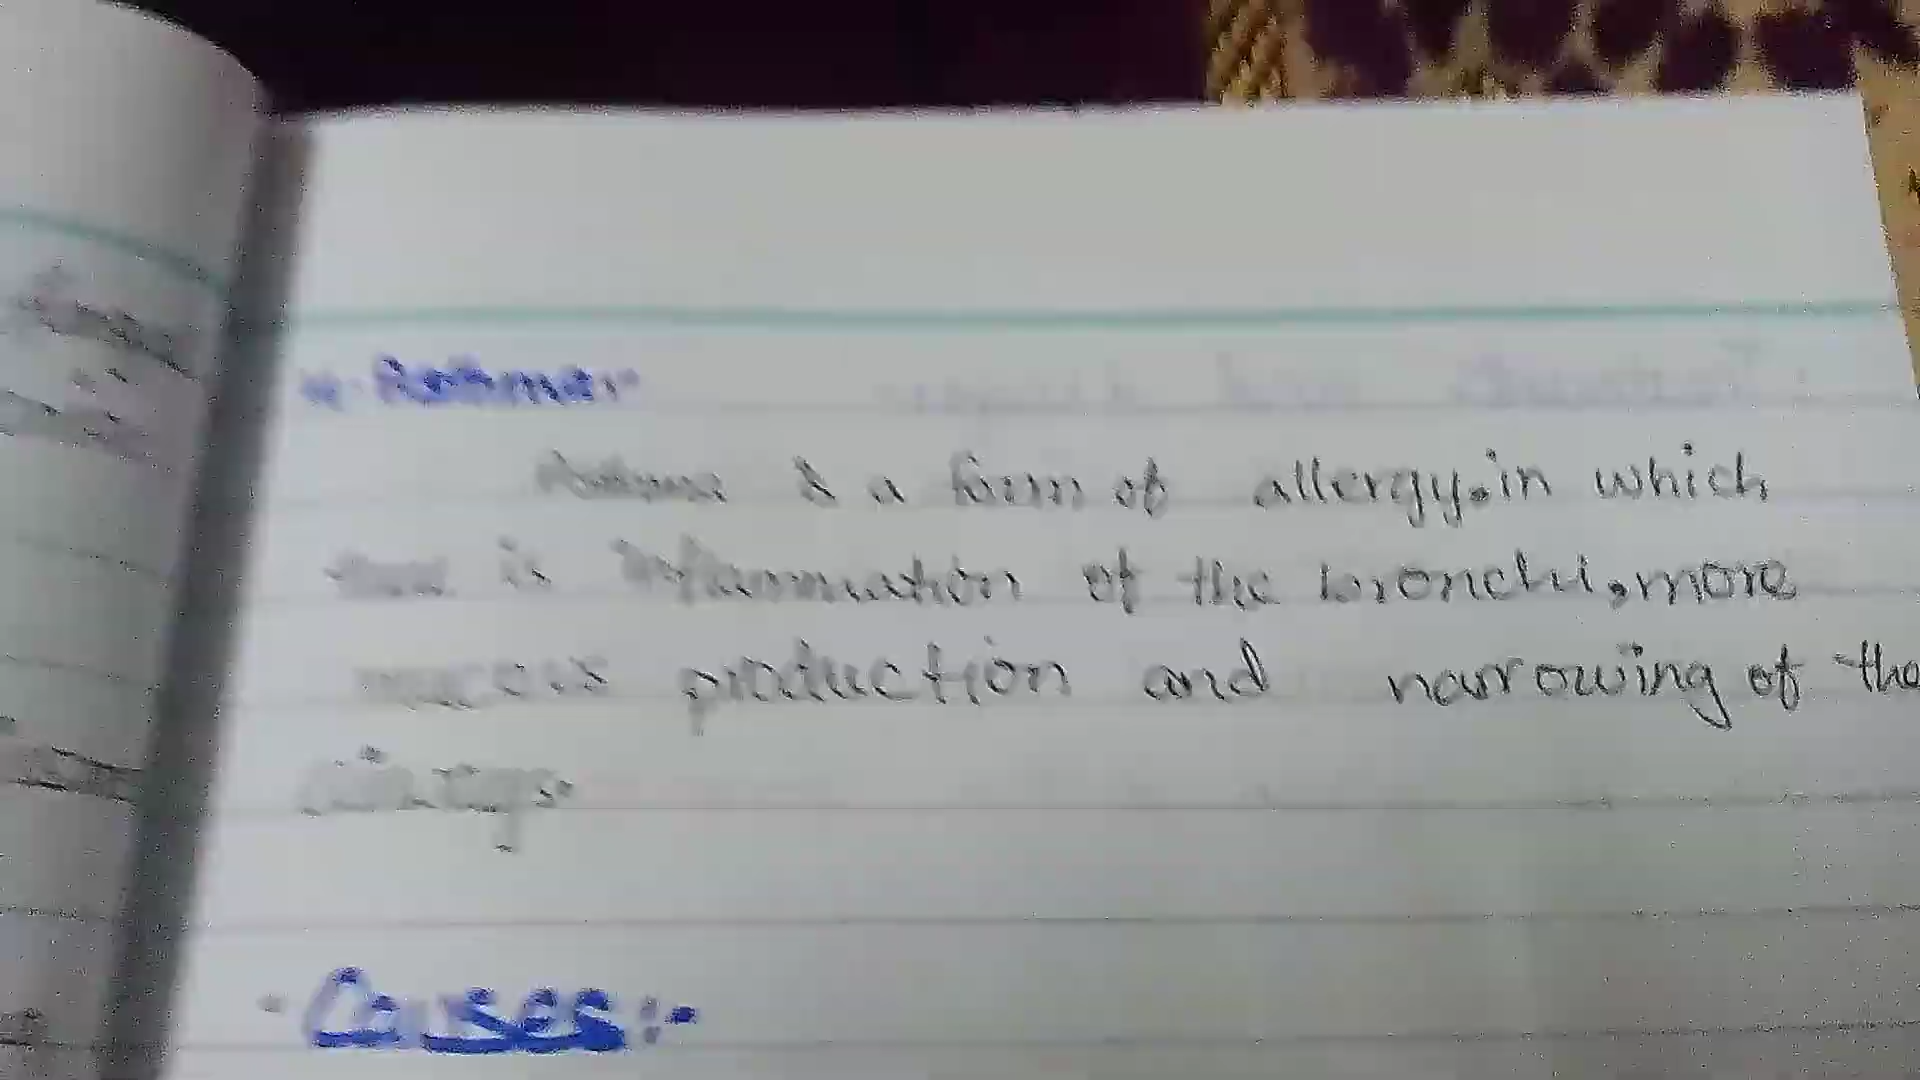 Asthma:-
Asthma is a form of allergy, in which
there is inflammation of the bronchi, more
mucous production and narrowing of the
airways.
Causes:-